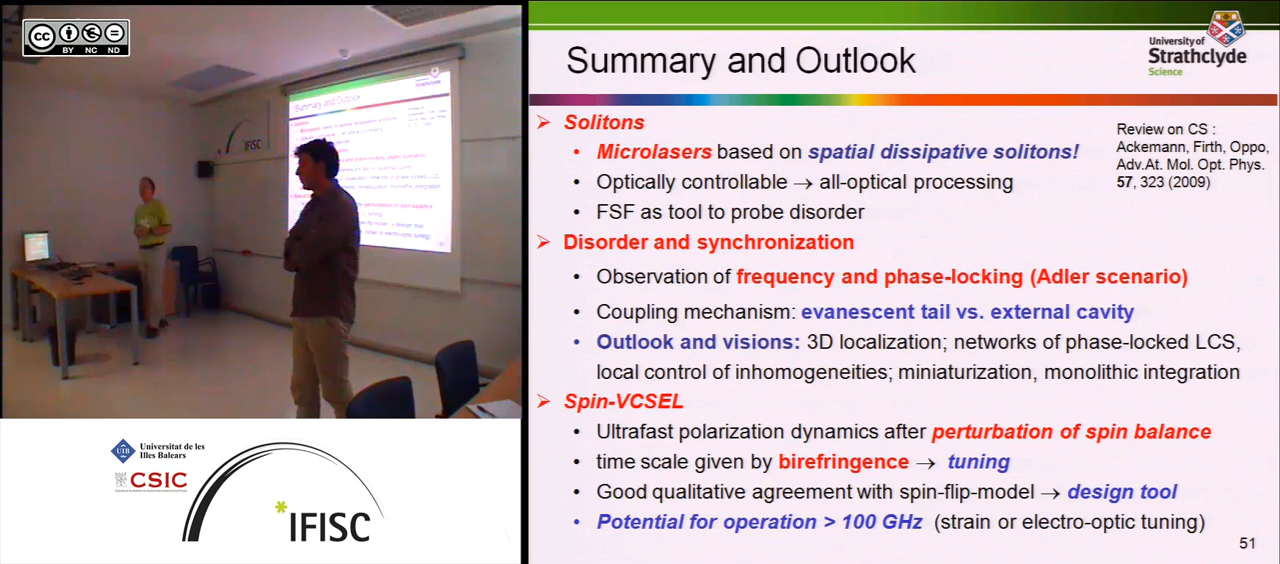 cc
BY NC ND
IFISC
Summary and Outlook
Universitat de les
Illes Balears
UIB
CSIC
IFISC
University of
Strathclyde
Science
Summary and Outlook
Review on CS :
Ackemann, Firth, Oppo,
Adv.At. Mol. Opt. Phys.
57, 323 (2009)
➢ Solitons
• Microlasers based on spatial dissipative solitons!
• Optically controllable → all-optical processing
• FSF as tool to probe disorder
➢ Disorder and synchronization
• Observation of frequency and phase-locking (Adler scenario)
• Coupling mechanism: evanescent tail vs. external cavity
• Outlook and visions: 3D localization; networks of phase-locked LCS,
local control of inhomogeneities; miniaturization, monolithic integration
➢ Spin-VCSEL
• Ultrafast polarization dynamics after perturbation of spin balance
• time scale given by birefringence → tuning
• Good qualitative agreement with spin-flip-model → design tool
• Potential for operation > 100 GHz (strain or electro-optic tuning)
51